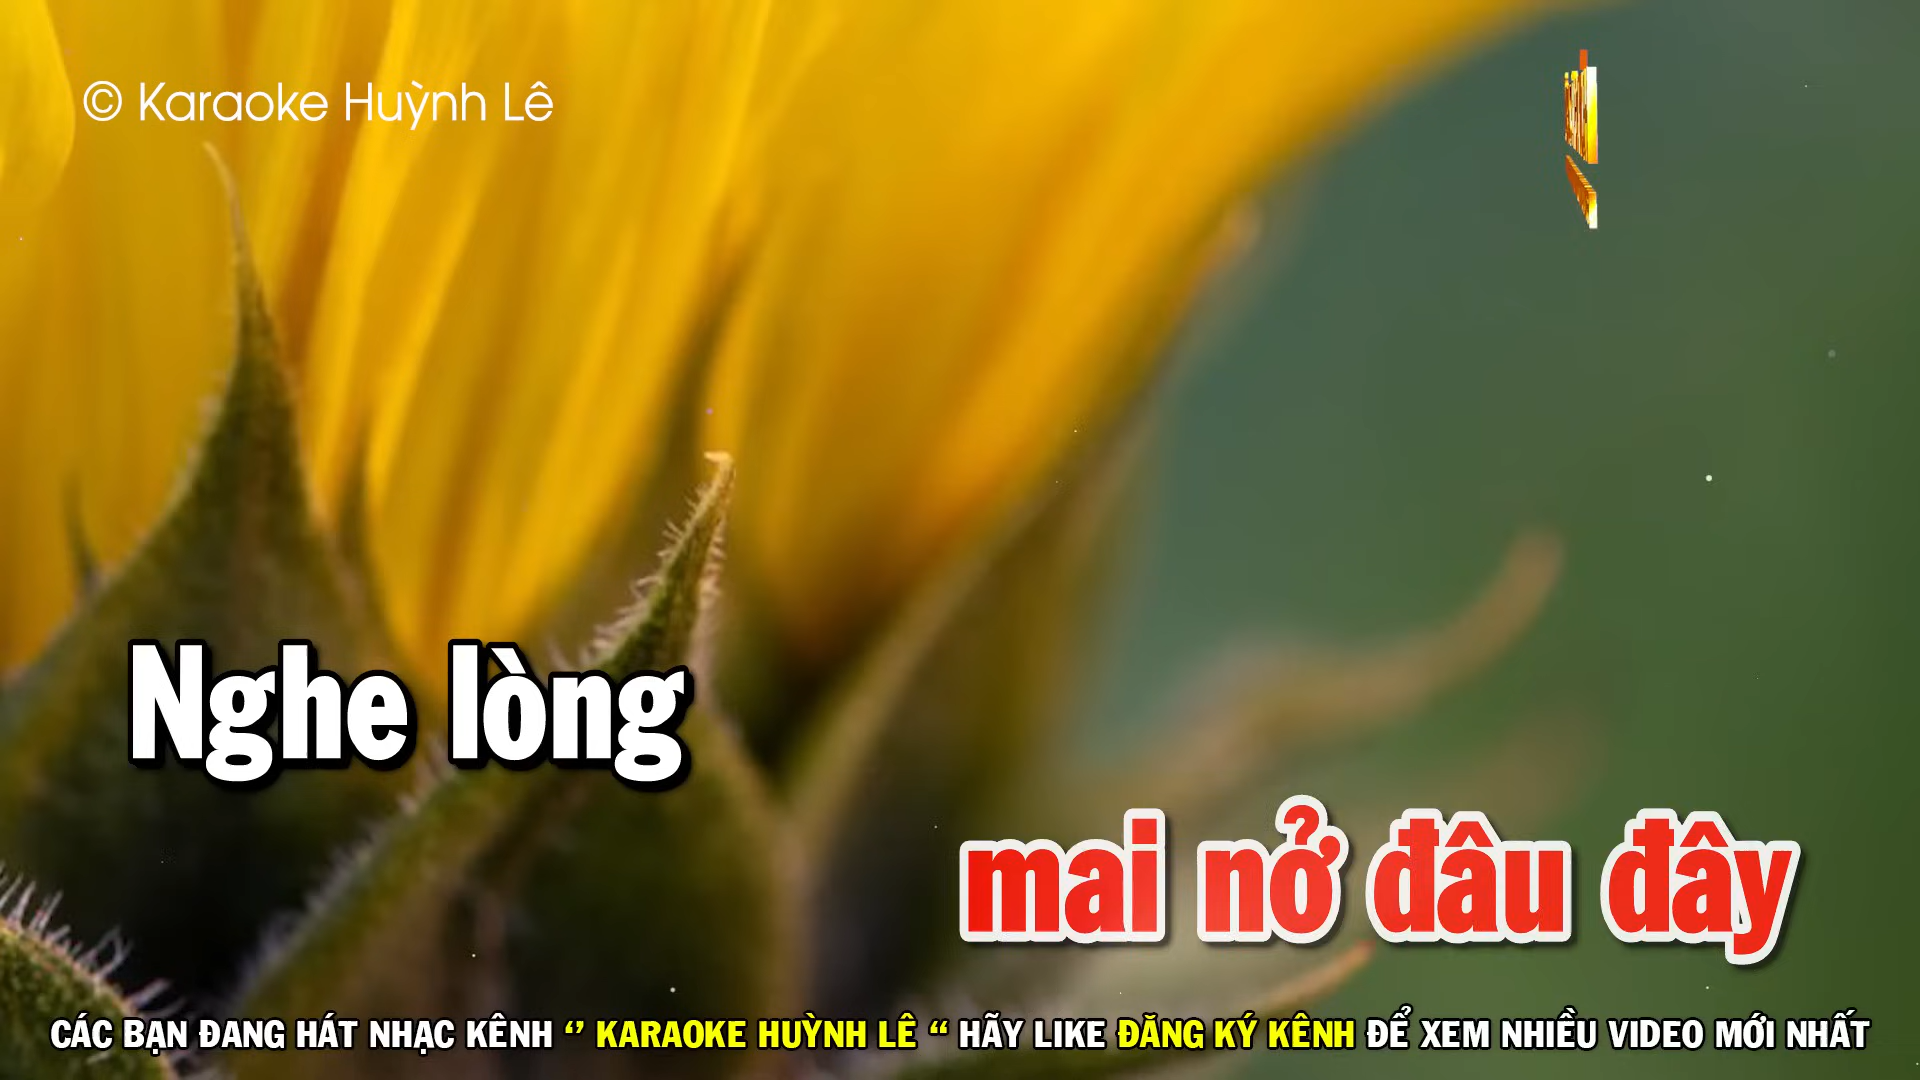 © Karaoke Huỳnh Lê
Nghe lòng
mai nở đâu đây
CÁC BẠN ĐANG HÁT NHẠC KÊNH ‘’ KARAOKE HUỲNH LÊ “ HÃY LIKE ĐĂNG KÝ KÊNH ĐỂ XEM NHIỀU VIDEO MỚI NHẤT